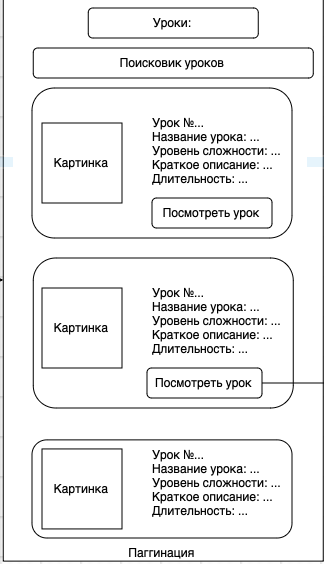 Уроки:
Поисковик уроков
Картинка
Урок №...
Название урока: ...
Уровень сложности: ...
Краткое описание: ...
Длительность: ...
Посмотреть урок
Картинка
Урок №...
Название урока: ...
Уровень сложности: ...
Краткое описание: ...
Длительность: ...
Посмотреть урок
Картинка
Урок №...
Название урока: ...
Уровень сложности: ...
Краткое описание: ...
Длительность: ...
Паггинация